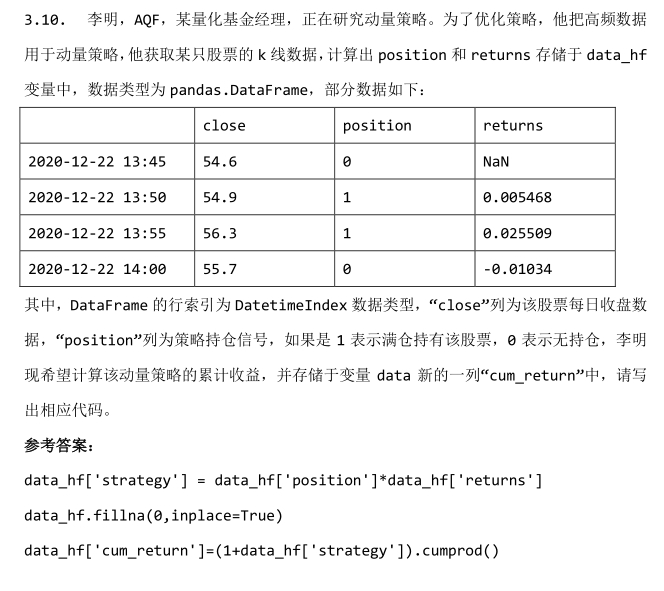 3.10. 李明，AQF，某量化基金经理，正在研究动量策略。为了优化策略，他把高频数据
用于动量策略，他获取某只股票的 k 线数据，计算出 position 和 returns 存储于 data_hf
变量中，数据类型为 pandas.DataFrame，部分数据如下：
close position returns
2020-12-22 13:45 54.6 0 NaN
2020-12-22 13:50 54.9 1 0.005468
2020-12-22 13:55 56.3 1 0.025509
2020-12-22 14:00 55.7 0 -0.01034
其中，DataFrame 的行索引为 DatetimeIndex 数据类型，“close”列为该股票每日收盘数
据，“position”列为策略持仓信号，如果是 1 表示满仓持有该股票，0 表示无持仓，李明
现希望计算该动量策略的累计收益，并存储于变量 data 新的一列“cum_return”中，请写
出相应代码。
参考答案：
data_hf['strategy'] = data_hf['position']*data_hf['returns']
data_hf.fillna(0,inplace=True)
data_hf['cum_return']=(1+data_hf['strategy']).cumprod()